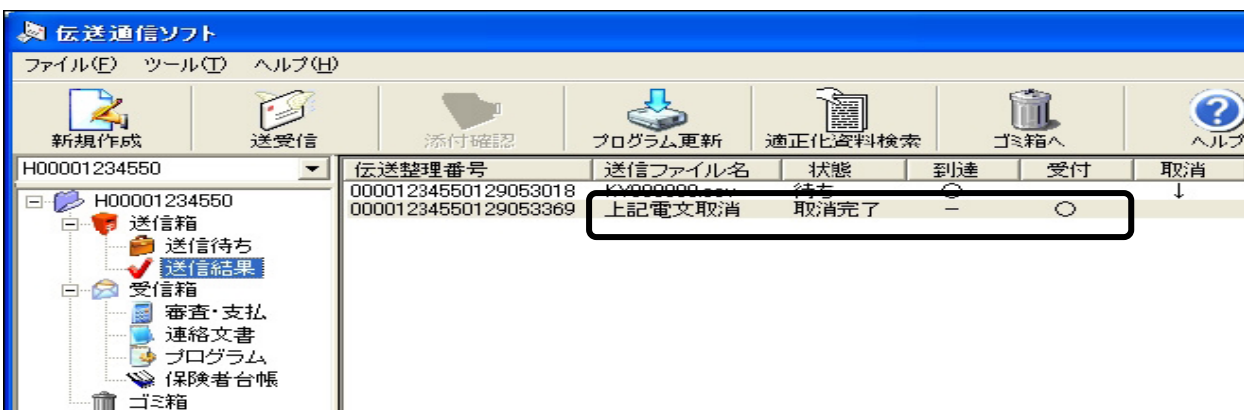 伝送通信ソフト
ファイル(F) ツール(T) ヘルプ(H)
新規作成 送受信 添付確認 プログラム更新 適正化資料検索 ゴミ箱へ ヘルプ
H00001234550
伝送整理番号 送信ファイル名 状態 到達 受付 取消
000012345500129053018 待ち ○ ↓
000012345500129053369 上記電文取消 取消完了 － ○
H00001234550
送信箱
送信待ち
送信結果
受信箱
審査・支払
連絡文書
プログラム
保険者台帳
ゴミ箱